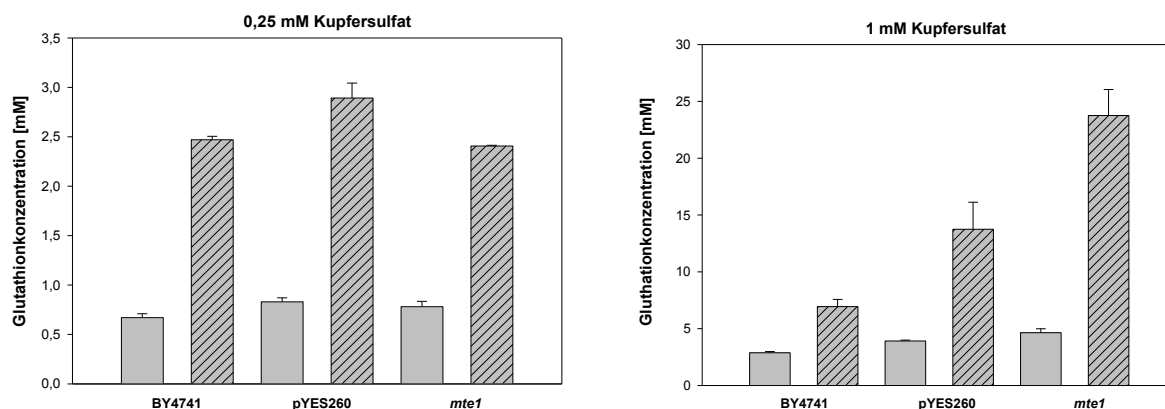 0,25 mM Kupfersulfat
Glutathionkonzentration [mM]
3,5
3,0
2,5
2,0
1,5
1,0
0,5
0,0
BY4741 pYES260 mte1
1 mM Kupfersulfat
Gluthationkonzentration [mM]
30
25
20
15
10
5
0
BY4741 pYES260 mte1